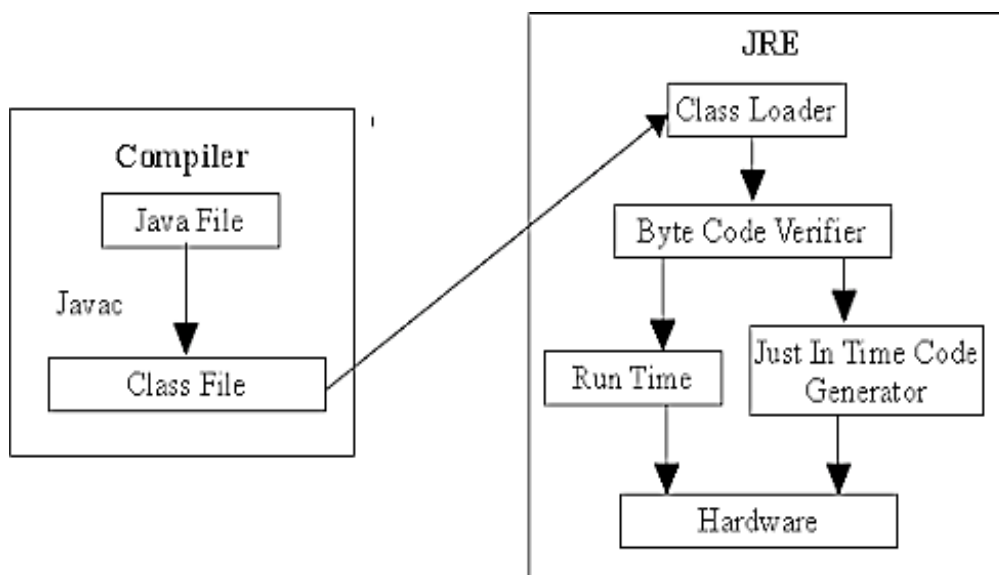 Compiler
Java File
Javac
Class File
JRE
Class Loader
Byte Code Verifier
Run Time
Just In Time Code
Generator
Hardware